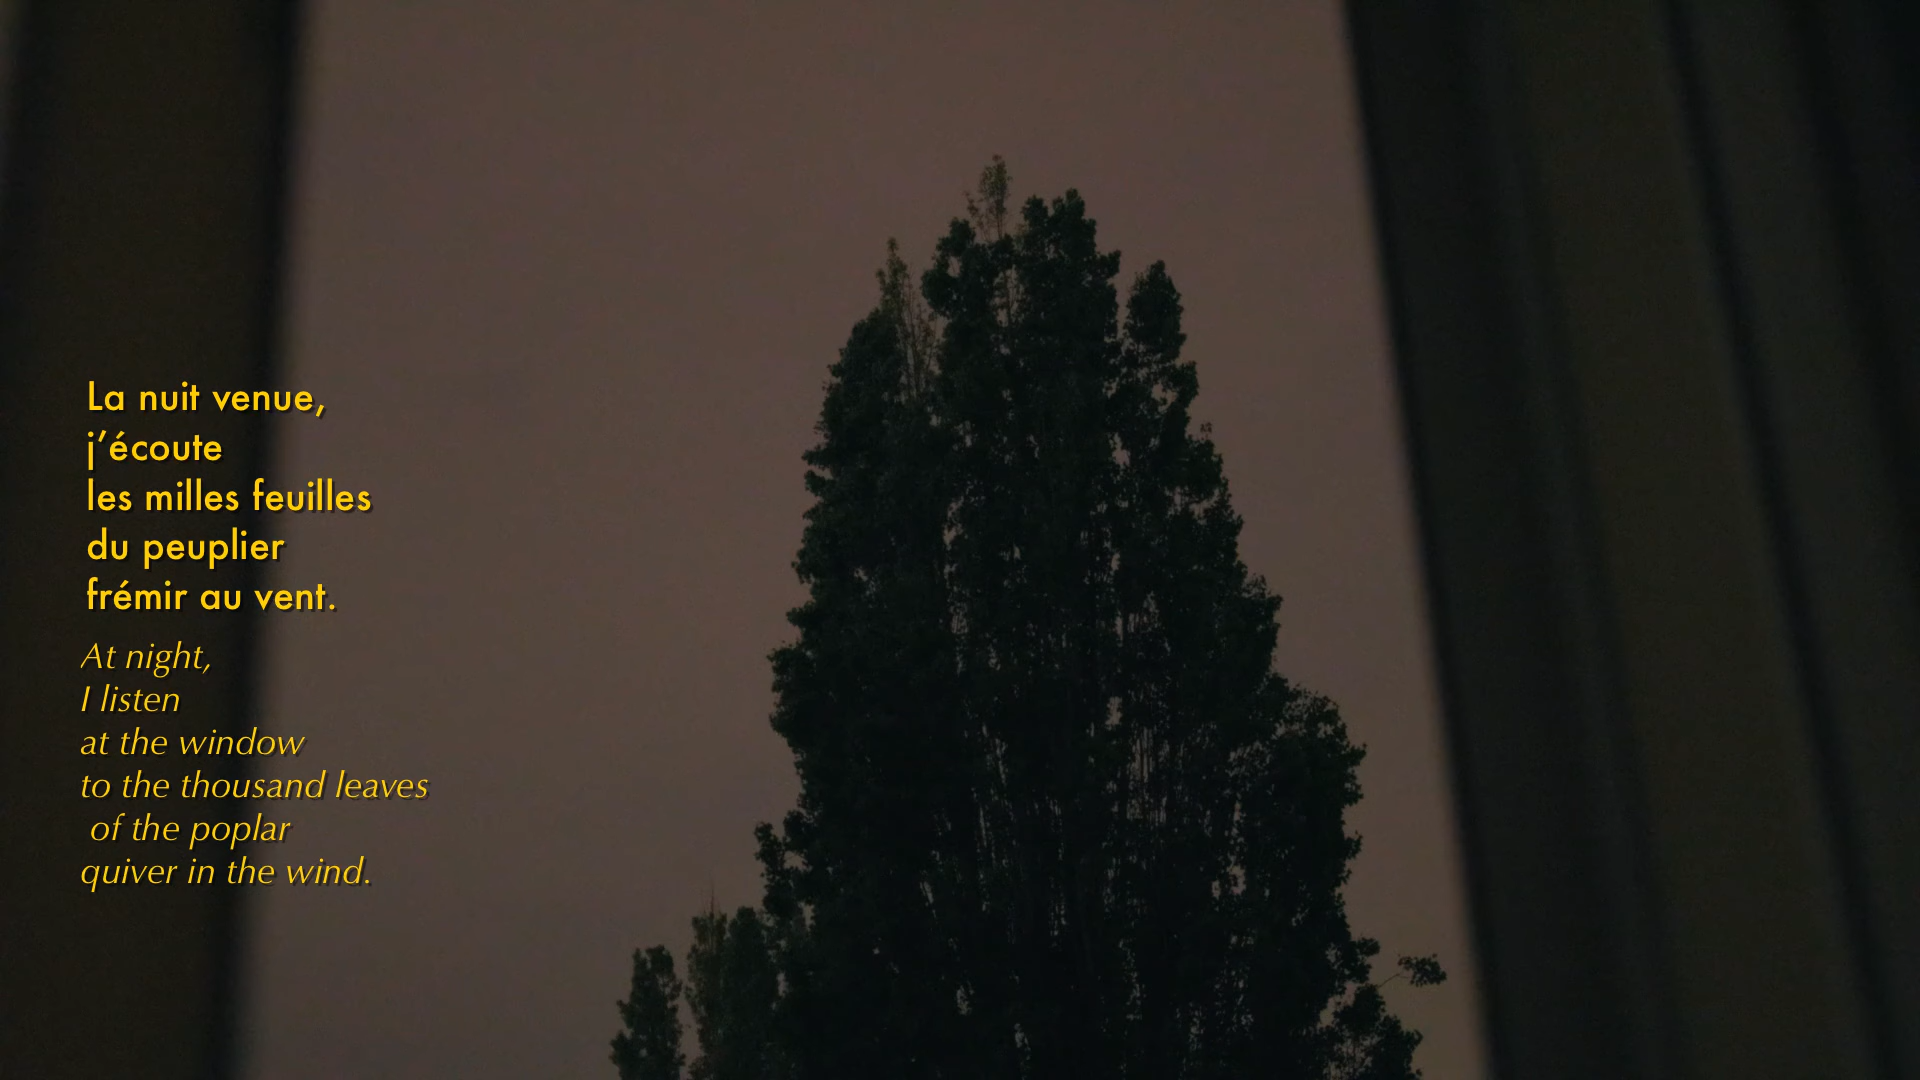 La nuit venue,
j’écoute
les milles feuilles
du peuplier
frémir au vent.
At night,
I listen
at the window
to the thousand leaves
of the poplar
quiver in the wind.